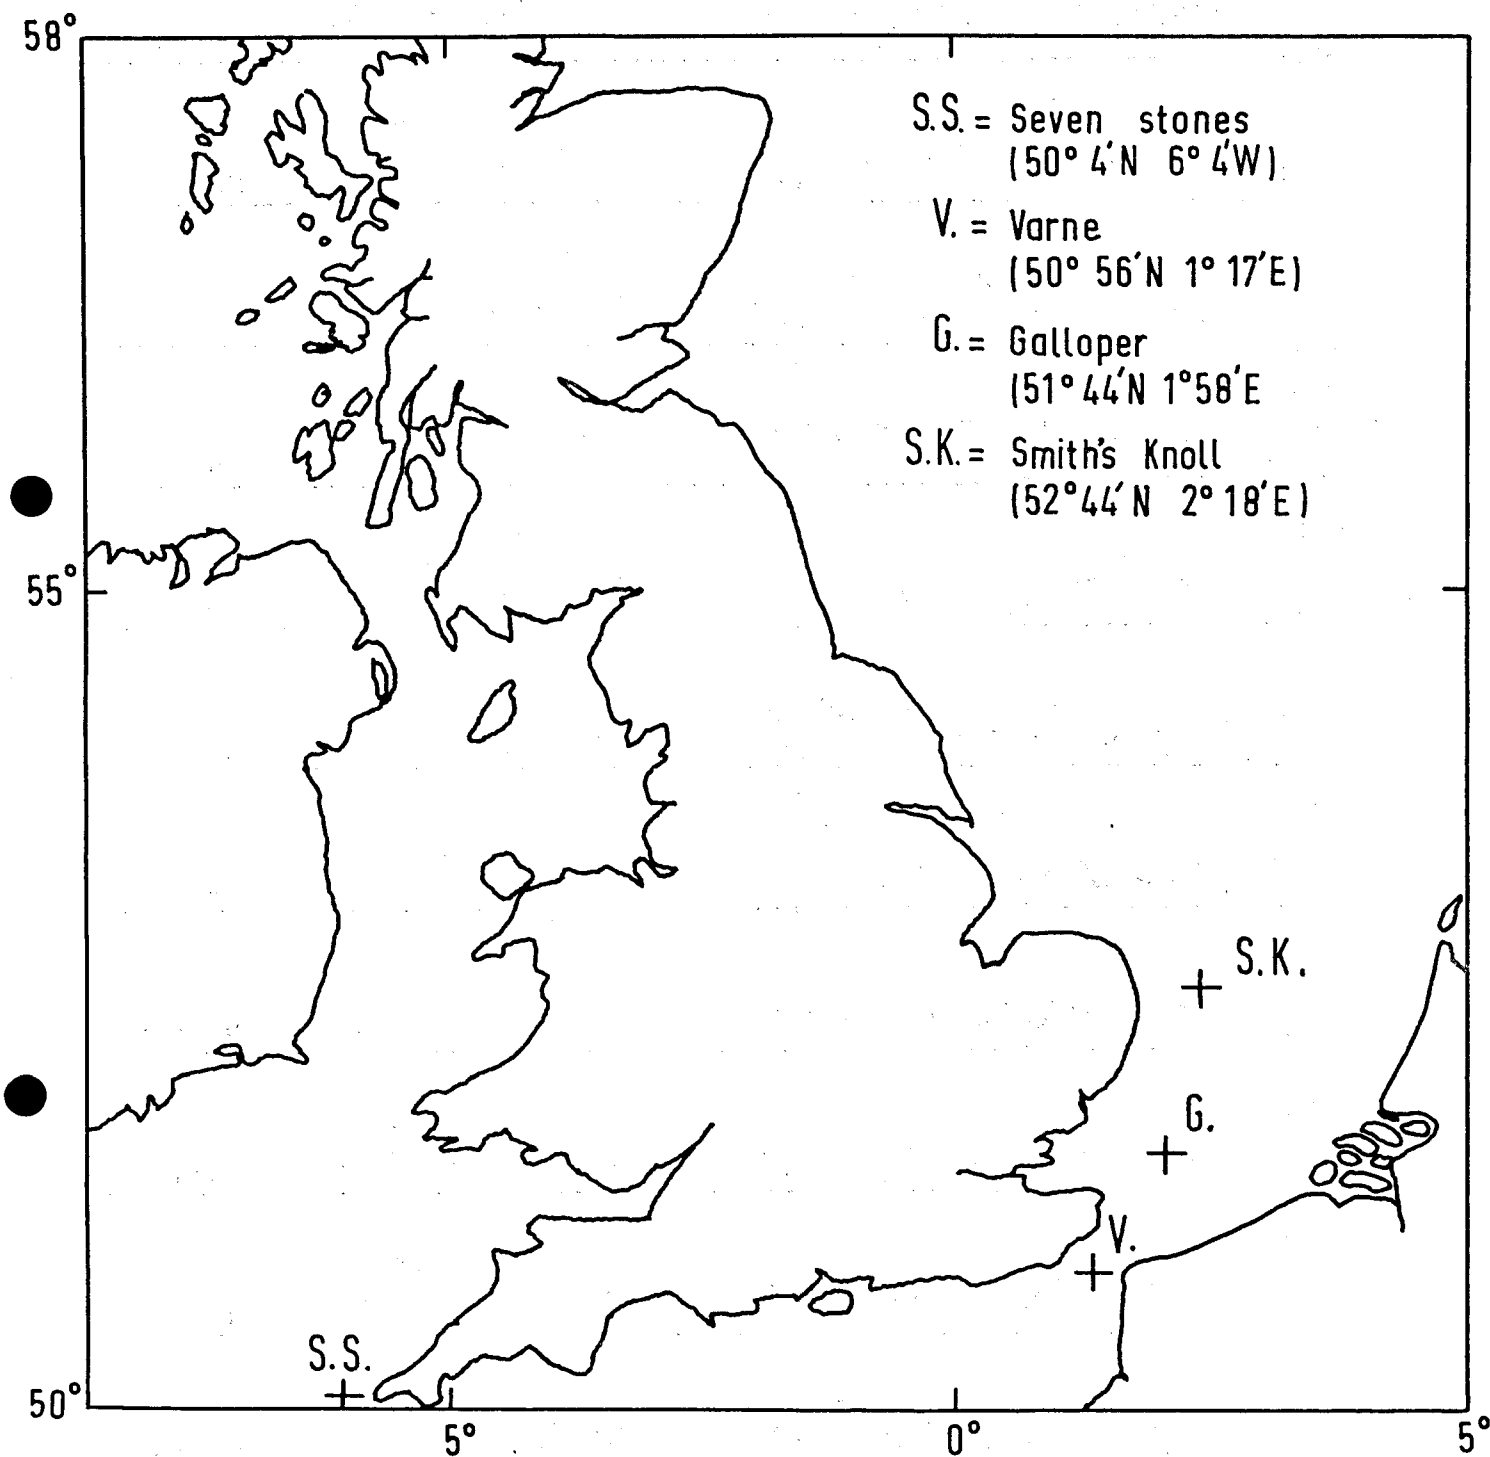 58°
S.S. = Seven stones
(50° 4'N 6° 4'W)
V. = Varne
(50° 56'N 1° 17'E)
G. = Galloper
(51° 44'N 1° 58'E
S.K. = Smith's Knoll
(52° 44'N 2° 18'E)
55°
S.K.
G.
V.
S.S.
50°
5° 0° 5°